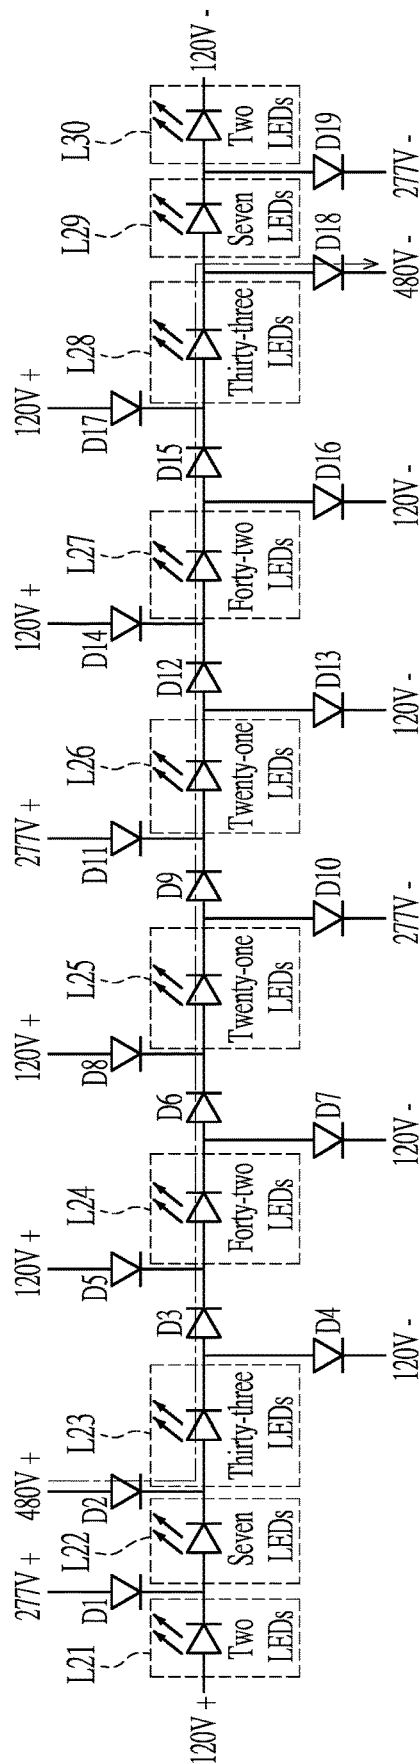 277V + 480V + 120V + 120V + 277V + 120V + 120V +
L21 L22 L23 L24 L25 L26 L27 L28 L29 L30
D1 D2 D5 D8 D11 D14 D17
D3 D6 D9 D12 D15
120V + 120V -
Two Seven Thirty-three Forty-two Twenty-one Twenty-one Forty-two Thirty-three Seven Two
LEDs LEDs LEDs LEDs LEDs LEDs LEDs LEDs LEDs LEDs
D4 D7 D10 D13 D16 D18 D19
120V - 120V - 277V - 120V - 120V - 480V - 277V -